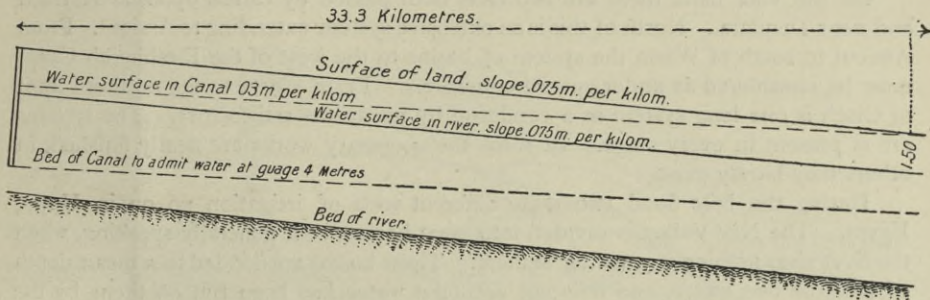 33.3 Kilometres.
Surface of land. slope .075m. per kilom.
Water surface in Canal 03m per kilom
Water surface in river. slope .075m. per kilom
1.50
Bed of Canal to admit water at guage 4 Metres
Bed of river.